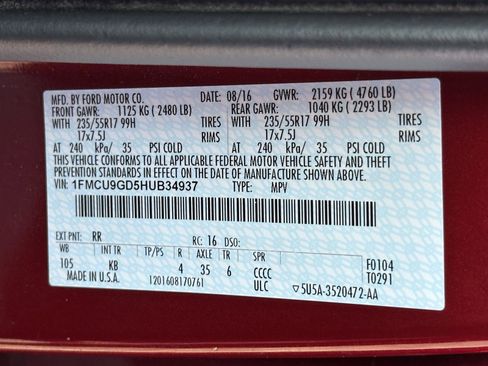 MFD. BY FORD MOTOR CO. DATE: 08/16 GVWR: 2159 KG ( 4760 LB)
FRONT GAWR: 1125 KG ( 2480 LB) REAR GAWR: 1040 KG ( 2293 LB)
WITH 235/55R17 99H TIRES WITH 235/55R17 99H TIRES
17x7.5J RIMS 17x7.5J RIMS
AT 240 kPa/ 35 PSI COLD AT 240 kPa/ 35 PSI COLD
THIS VEHICLE CONFORMS TO ALL APPLICABLE FEDERAL MOTOR VEHICLE SAFETY AND THEFT
PREVENTION STANDARDS IN EFFECT ON THE DATE OF MANUFACTURE SHOWN ABOVE.
VIN: 1FMCU9GD5HUB34937 TYPE: MPV
EXT PNT: RR RC: 16 DSO:
WB INT TR TP/PS R AXLE TR SPR F0104
105 KB 4 35 6 CCCC T0291
MADE IN U.S.A. 1201608170761 ULC ▽5U5A-3520472-AA